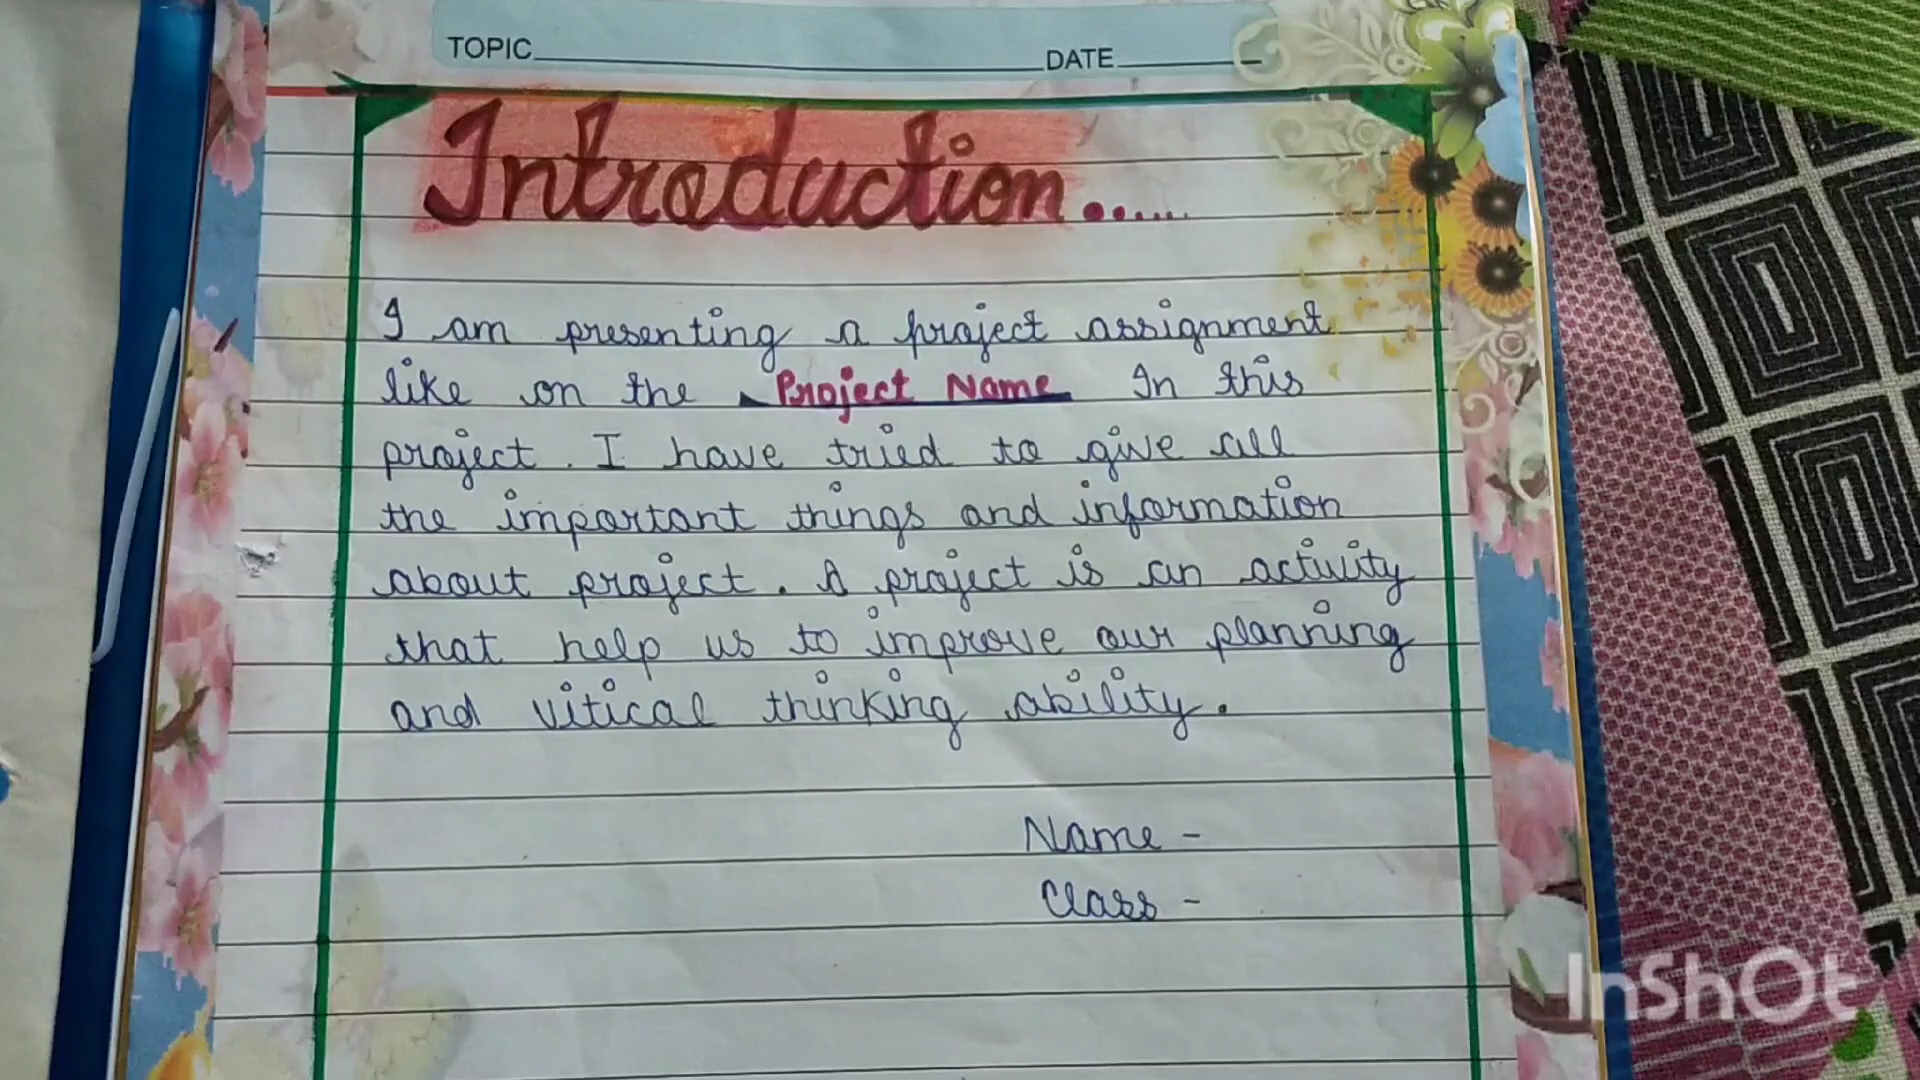 TOPIC DATE
Introduction......
I am presenting a project assignment
like on the Project Name In this
project. I have tried to give all
the important things and information
about project. A project is an activity
that help us to improve our planning
and vitical thinking ability.
Name -
Class -
InShOt